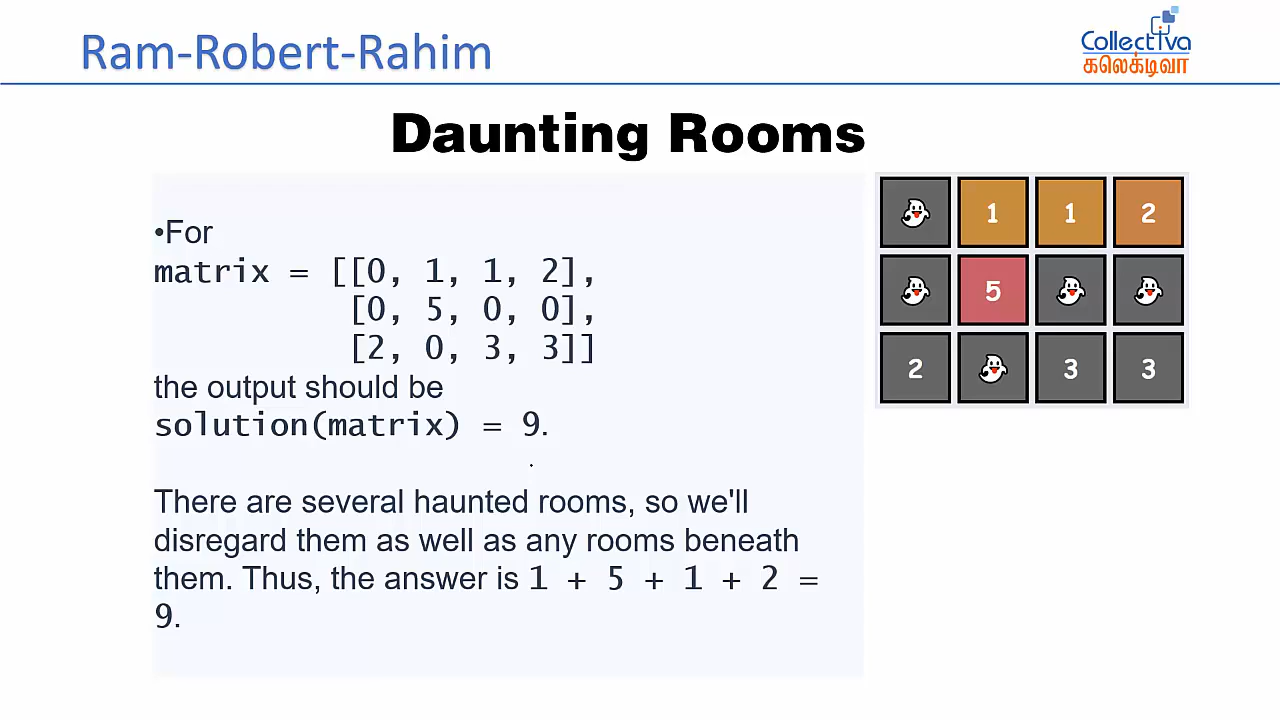 Ram-Robert-Rahim
Collectiva
கலெக்டிவா
Daunting Rooms
•For
matrix = [[0, 1, 1, 2],
[0, 5, 0, 0],
[2, 0, 3, 3]]
the output should be
solution(matrix) = 9.
There are several haunted rooms, so we'll
disregard them as well as any rooms beneath
them. Thus, the answer is 1 + 5 + 1 + 2 =
9.
1 1 2
5
2 3 3